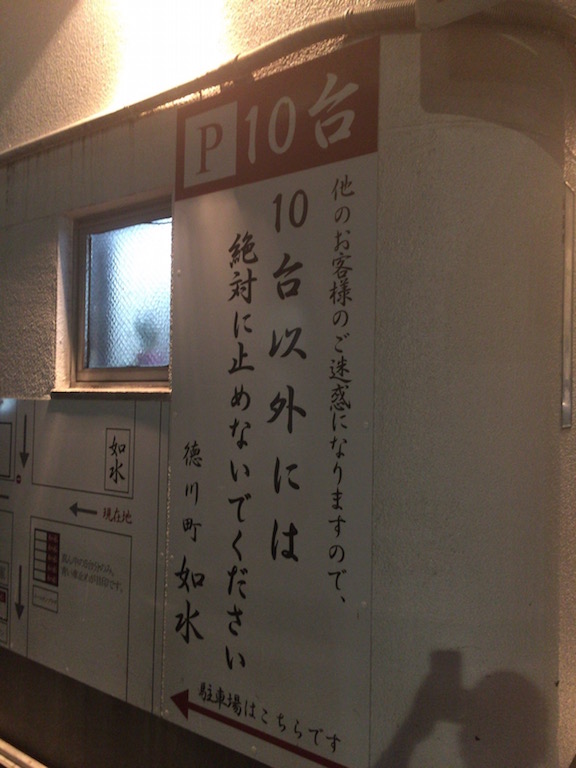 P 10台
他のお客様のご迷惑になりますので、
10台以外には
絶対に止めないでください
徳川町 如水
駐車場はこちらです
如水
現在地